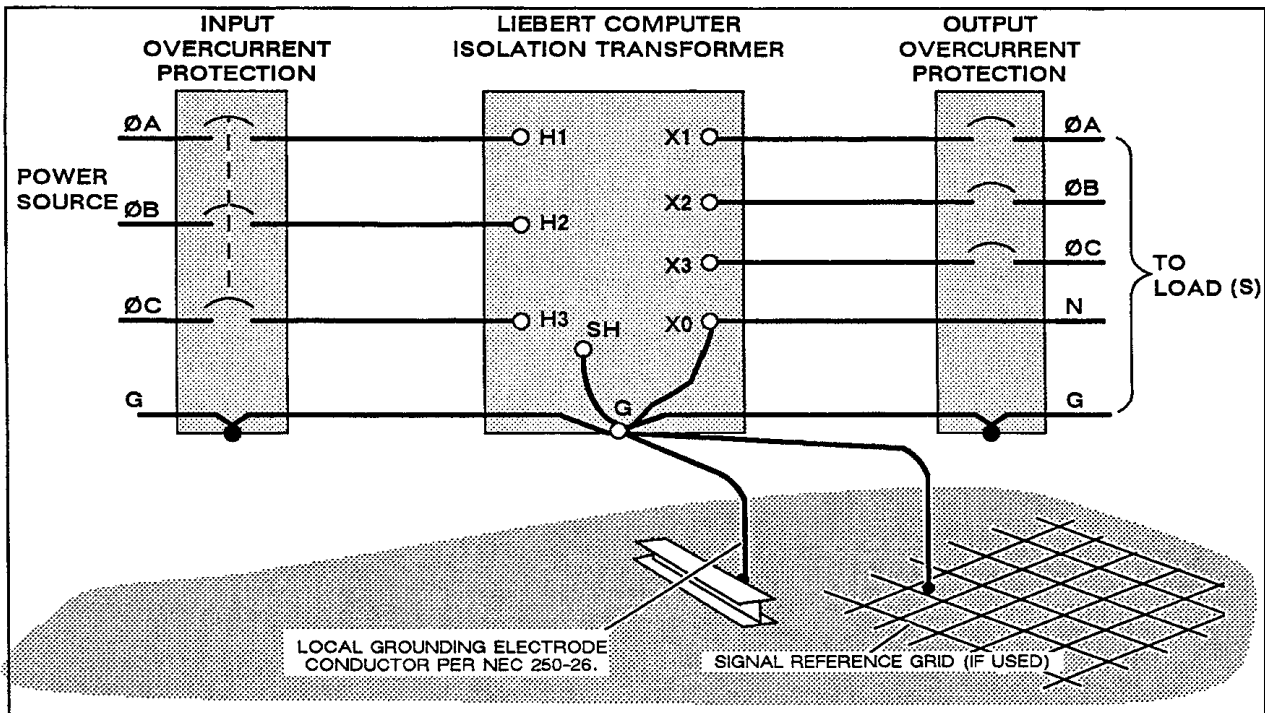 INPUT
OVERCURRENT
PROTECTION
LIEBERT COMPUTER
ISOLATION TRANSFORMER
OUTPUT
OVERCURRENT
PROTECTION
POWER
SOURCE
ØA
ØB
ØC
G
H1
H2
H3
SH
X1
X2
X3
X0
G
ØA
ØB
ØC
N
G
TO
LOAD (S)
LOCAL GROUNDING ELECTRODE
CONDUCTOR PER NEC 250-26.
SIGNAL REFERENCE GRID (IF USED)